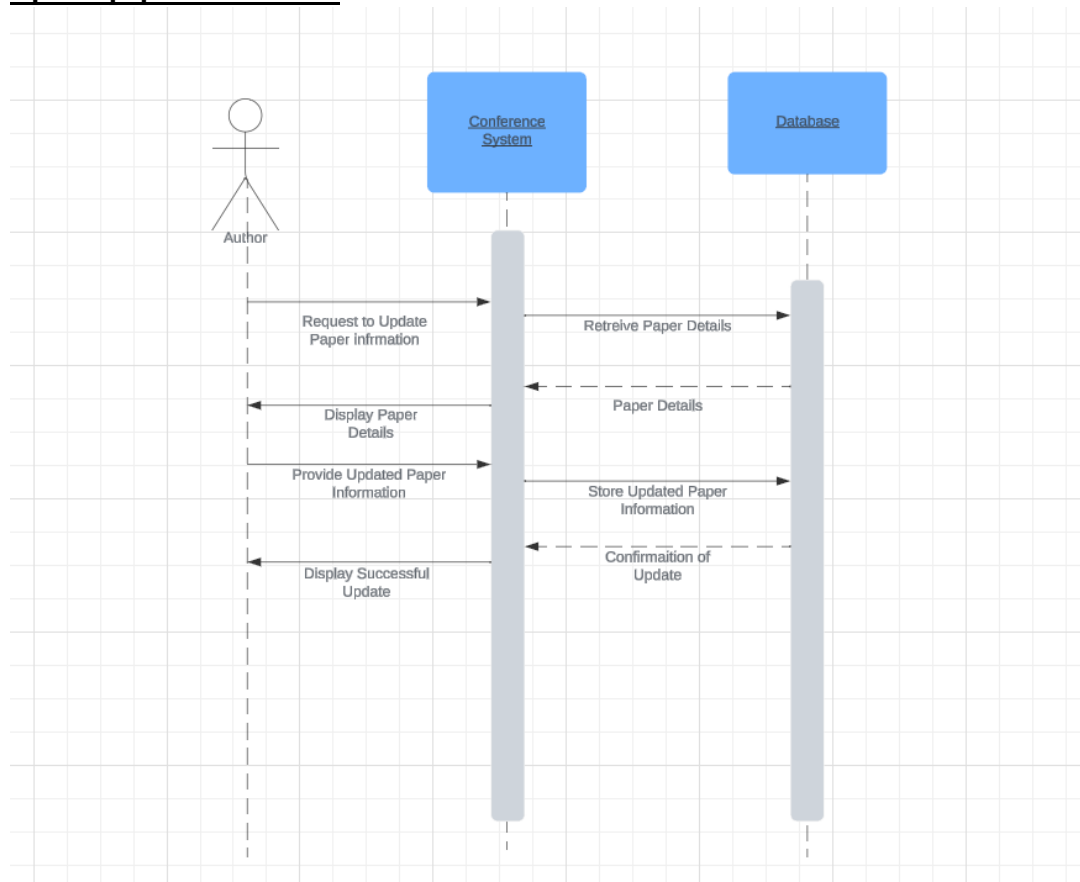 Conference
System
Database
Author
Request to Update
Paper infrmation
Retreive Paper Details
Paper Details
Display Paper
Details
Provide Updated Paper
Information
Store Updated Paper
Information
Confirmaition of
Update
Display Successful
Update